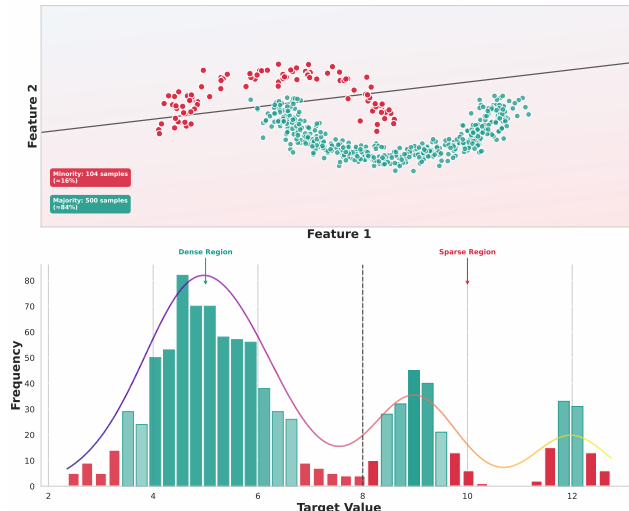 Feature 2
Minority: 104 samples
(≈16%)
Majority: 500 samples
(≈84%)
Feature 1
Dense Region
Sparse Region
Frequency
80
70
60
50
40
30
20
10
0
2
4
6
8
10
12
Target Value